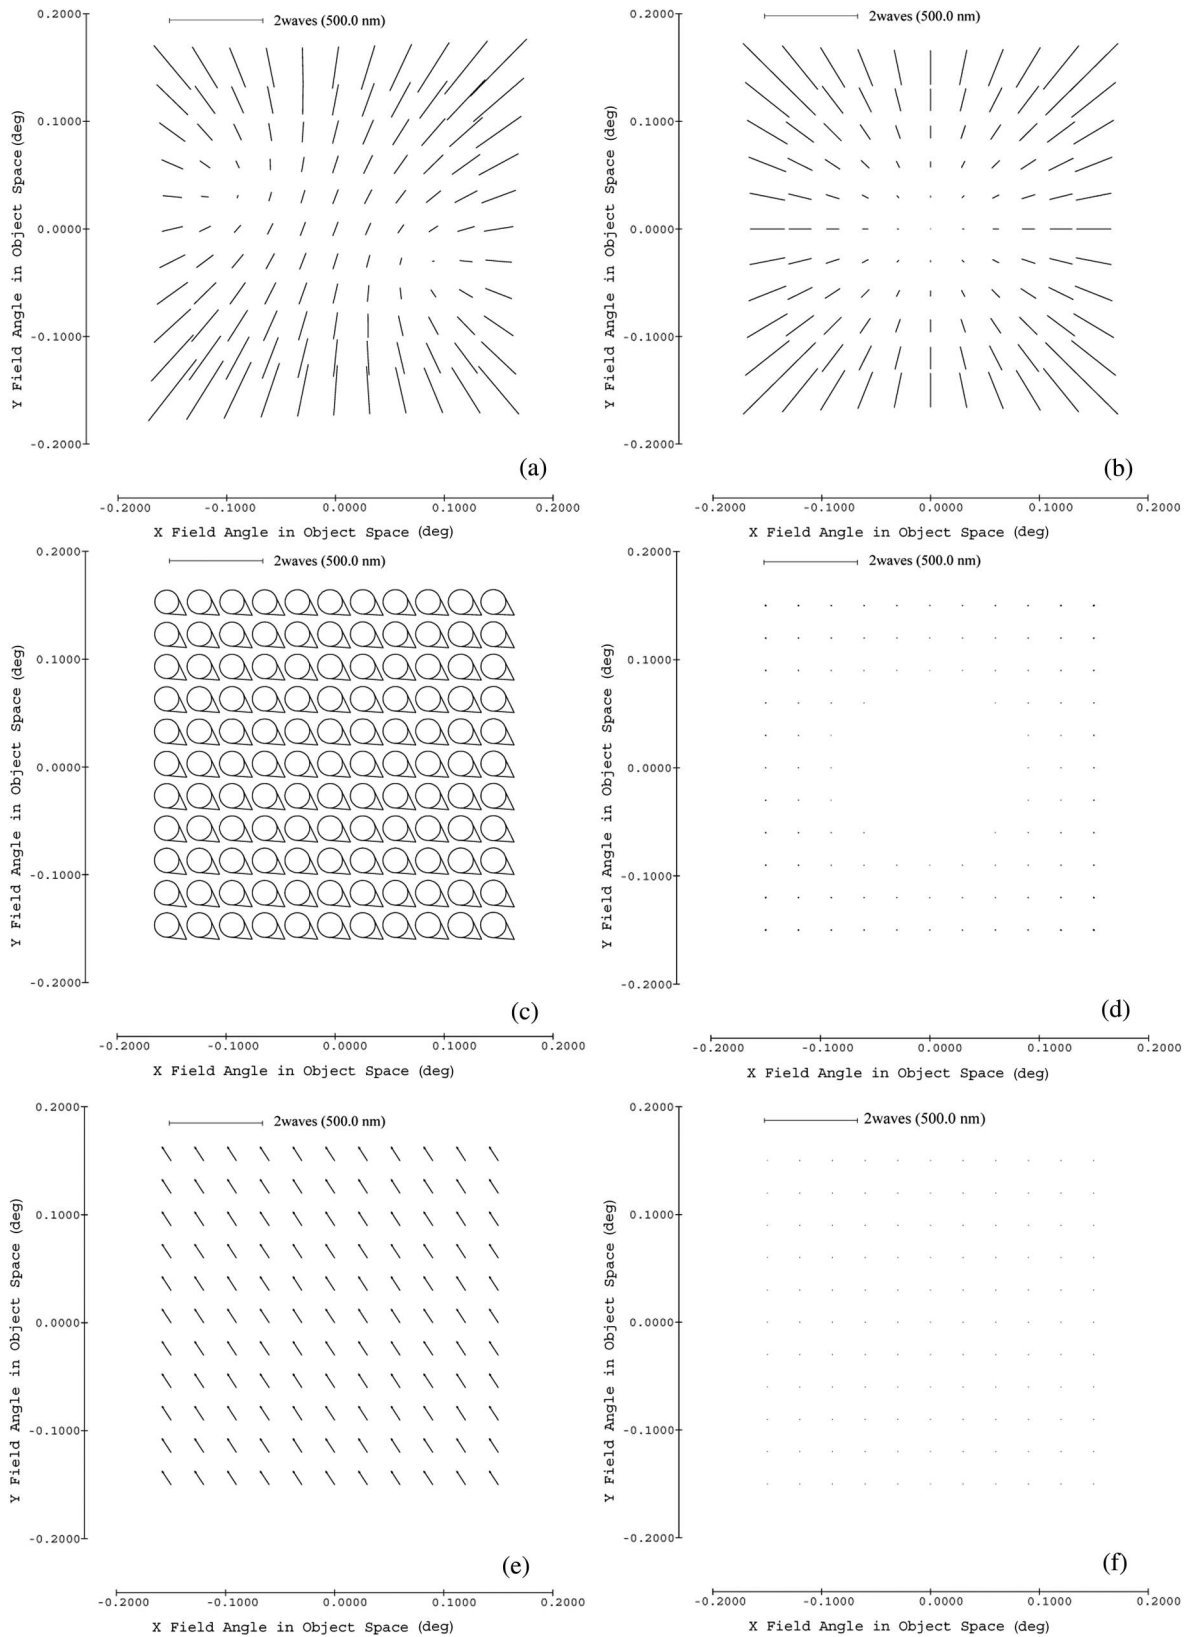 0.2000
2waves (500.0 nm)
0.1000
0.0000
-0.1000
-0.2000
Y Field Angle in Object Space (deg)
(a)
-0.2000 -0.1000 0.0000 0.1000 0.2000
X Field Angle in Object Space (deg)
0.2000
2waves (500.0 nm)
0.1000
0.0000
-0.1000
-0.2000
Y Field Angle in Object Space (deg)
(b)
-0.2000 -0.1000 0.0000 0.1000 0.2000
X Field Angle in Object Space (deg)
0.2000
2waves (500.0 nm)
0.1000
0.0000
-0.1000
-0.2000
Y Field Angle in Object Space (deg)
(c)
-0.2000 -0.1000 0.0000 0.1000 0.2000
X Field Angle in Object Space (deg)
0.2000
2waves (500.0 nm)
0.1000
0.0000
-0.1000
-0.2000
Y Field Angle in Object Space (deg)
(d)
-0.2000 -0.1000 0.0000 0.1000 0.2000
X Field Angle in Object Space (deg)
0.2000
2waves (500.0 nm)
0.1000
0.0000
-0.1000
-0.2000
Y Field Angle in Object Space (deg)
(e)
-0.2000 -0.1000 0.0000 0.1000 0.2000
X Field Angle in Object Space (deg)
0.2000
2waves (500.0 nm)
0.1000
0.0000
-0.1000
-0.2000
Y Field Angle in Object Space (deg)
(f)
-0.2000 -0.1000 0.0000 0.1000 0.2000
X Field Angle in Object Space (deg)